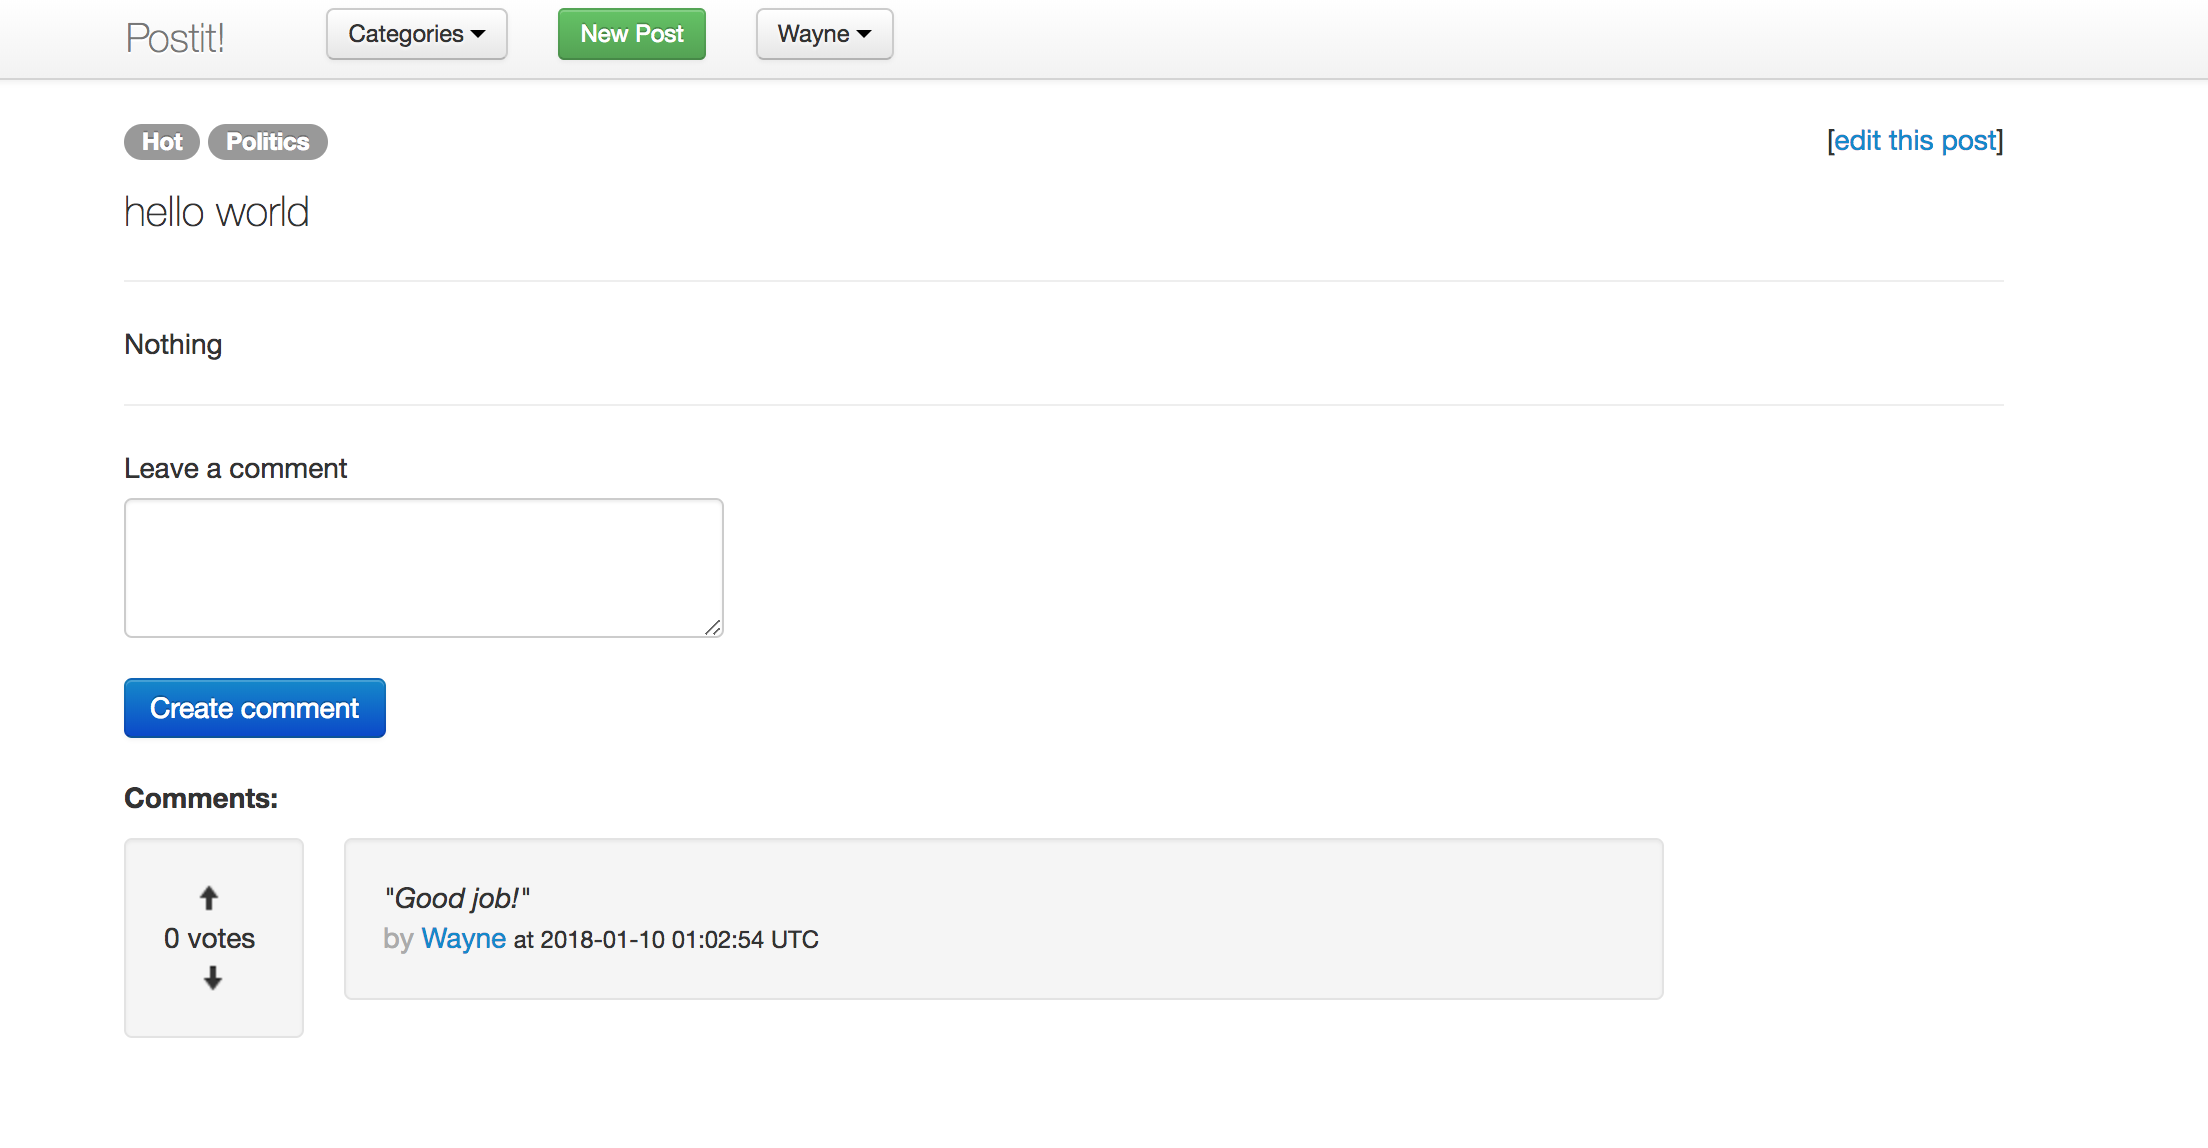 Postit! Categories New Post Wayne
Hot Politics [edit this post]
hello world
Nothing
Leave a comment
Create comment
Comments:
"Good job!"
0 votes by Wayne at 2018-01-10 01:02:54 UTC